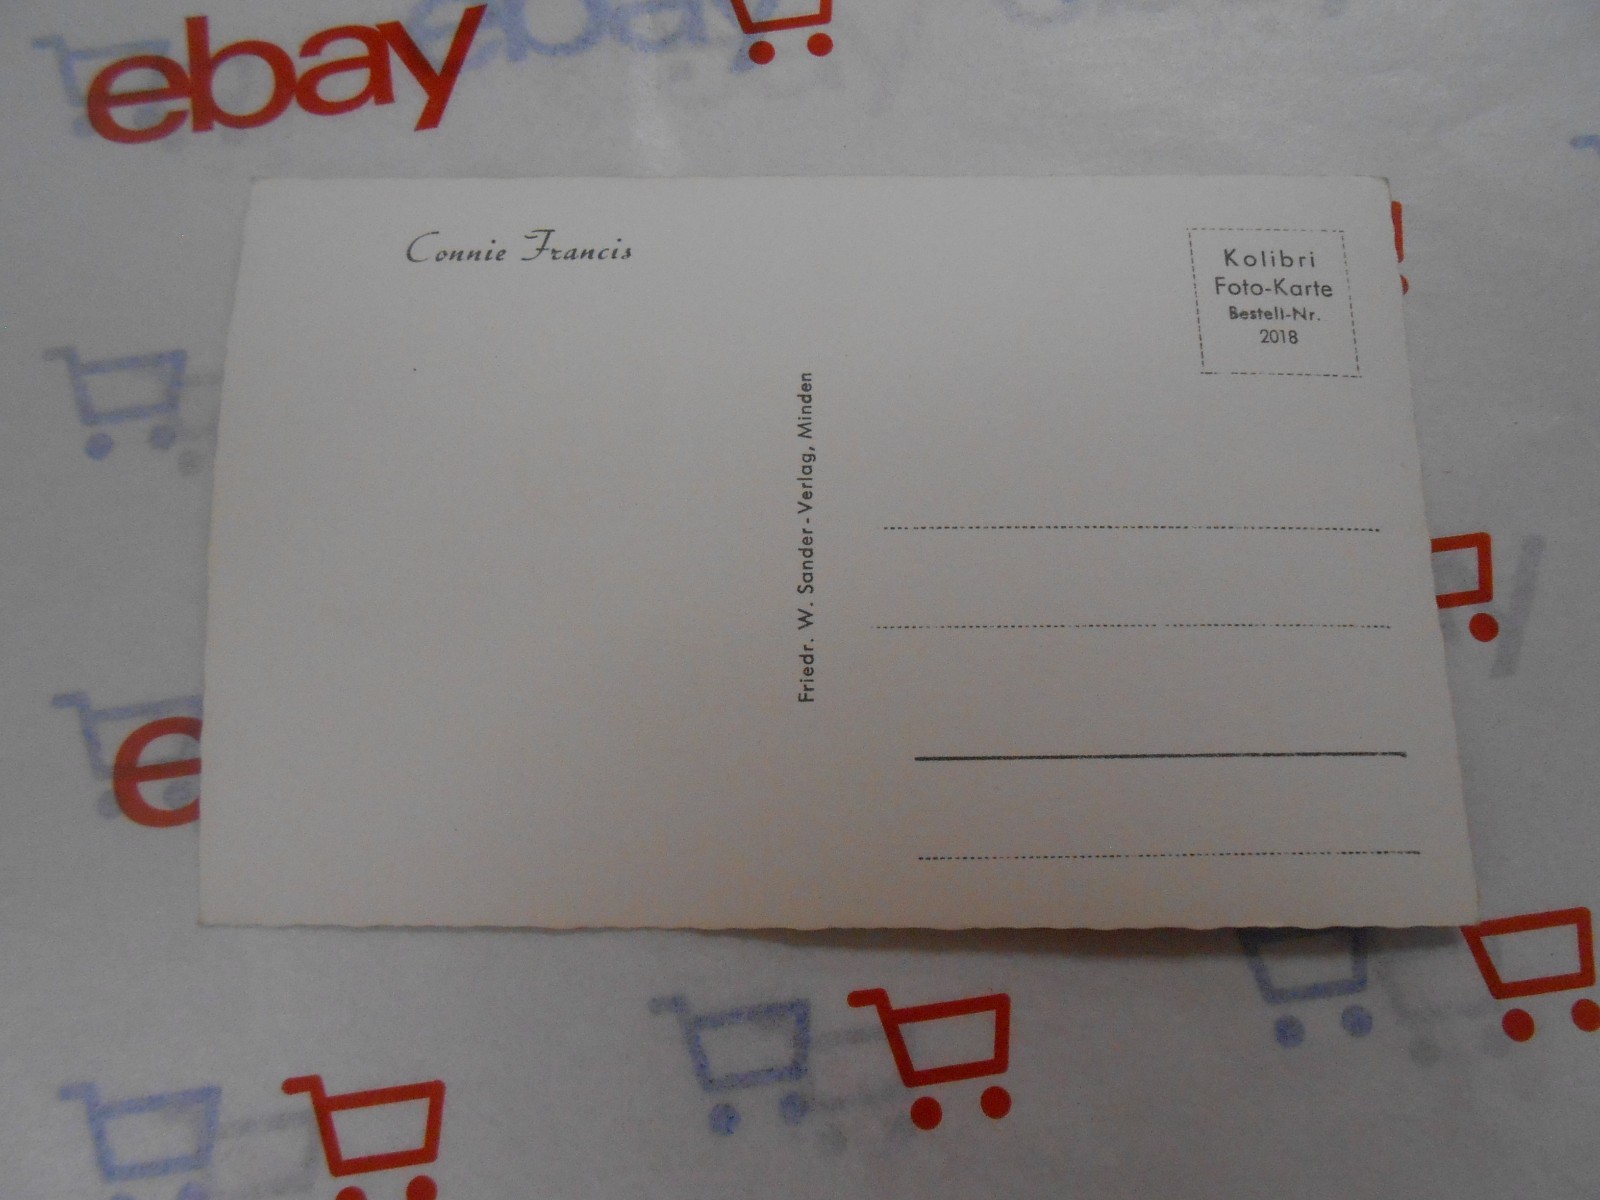 ebay
Connie Francis
Kolibri
Foto-Karte
Bestell-Nr.
2018
Friedr. W. Sander-Verlag, Minden
e